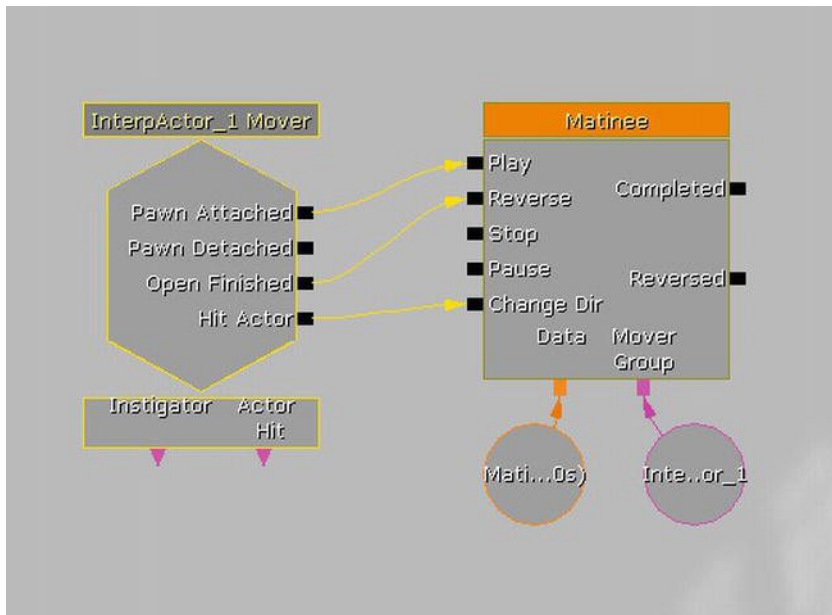 InterpActor_1 Mover
Pawn Attached
Pawn Detached
Open Finished
Hit Actor
Instigator
Actor
Hit
Matinee
Play
Reverse
Stop
Pause
Change Dir
Completed
Reversed
Data
Mover
Group
Mati...0s)
Inte..or_1